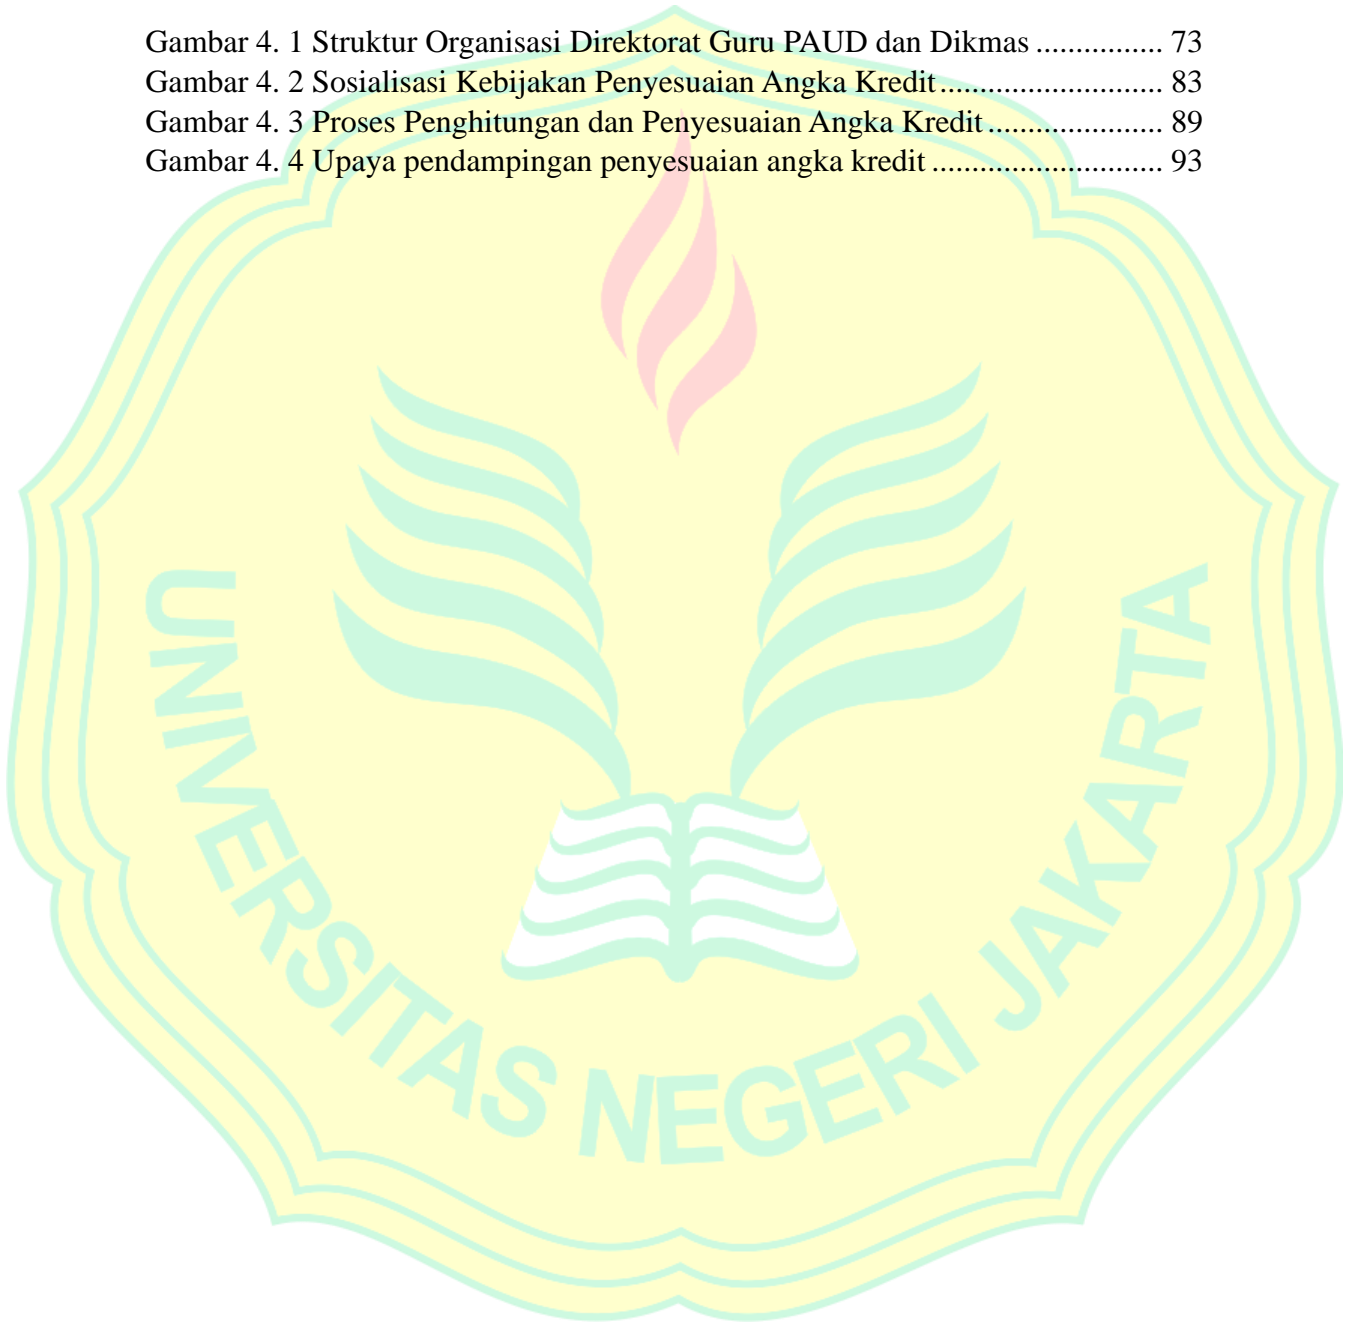 Gambar 4. 1 Struktur Organisasi Direktorat Guru PAUD dan Dikmas ................ 73
Gambar 4. 2 Sosialisasi Kebijakan Penyesuaian Angka Kredit ............................ 83
Gambar 4. 3 Proses Penghitungan dan Penyesuaian Angka Kredit ...................... 89
Gambar 4. 4 Upaya pendampingan penyesuaian angka kredit ............................. 93
UNIVERSITAS NEGERI JAKARTA